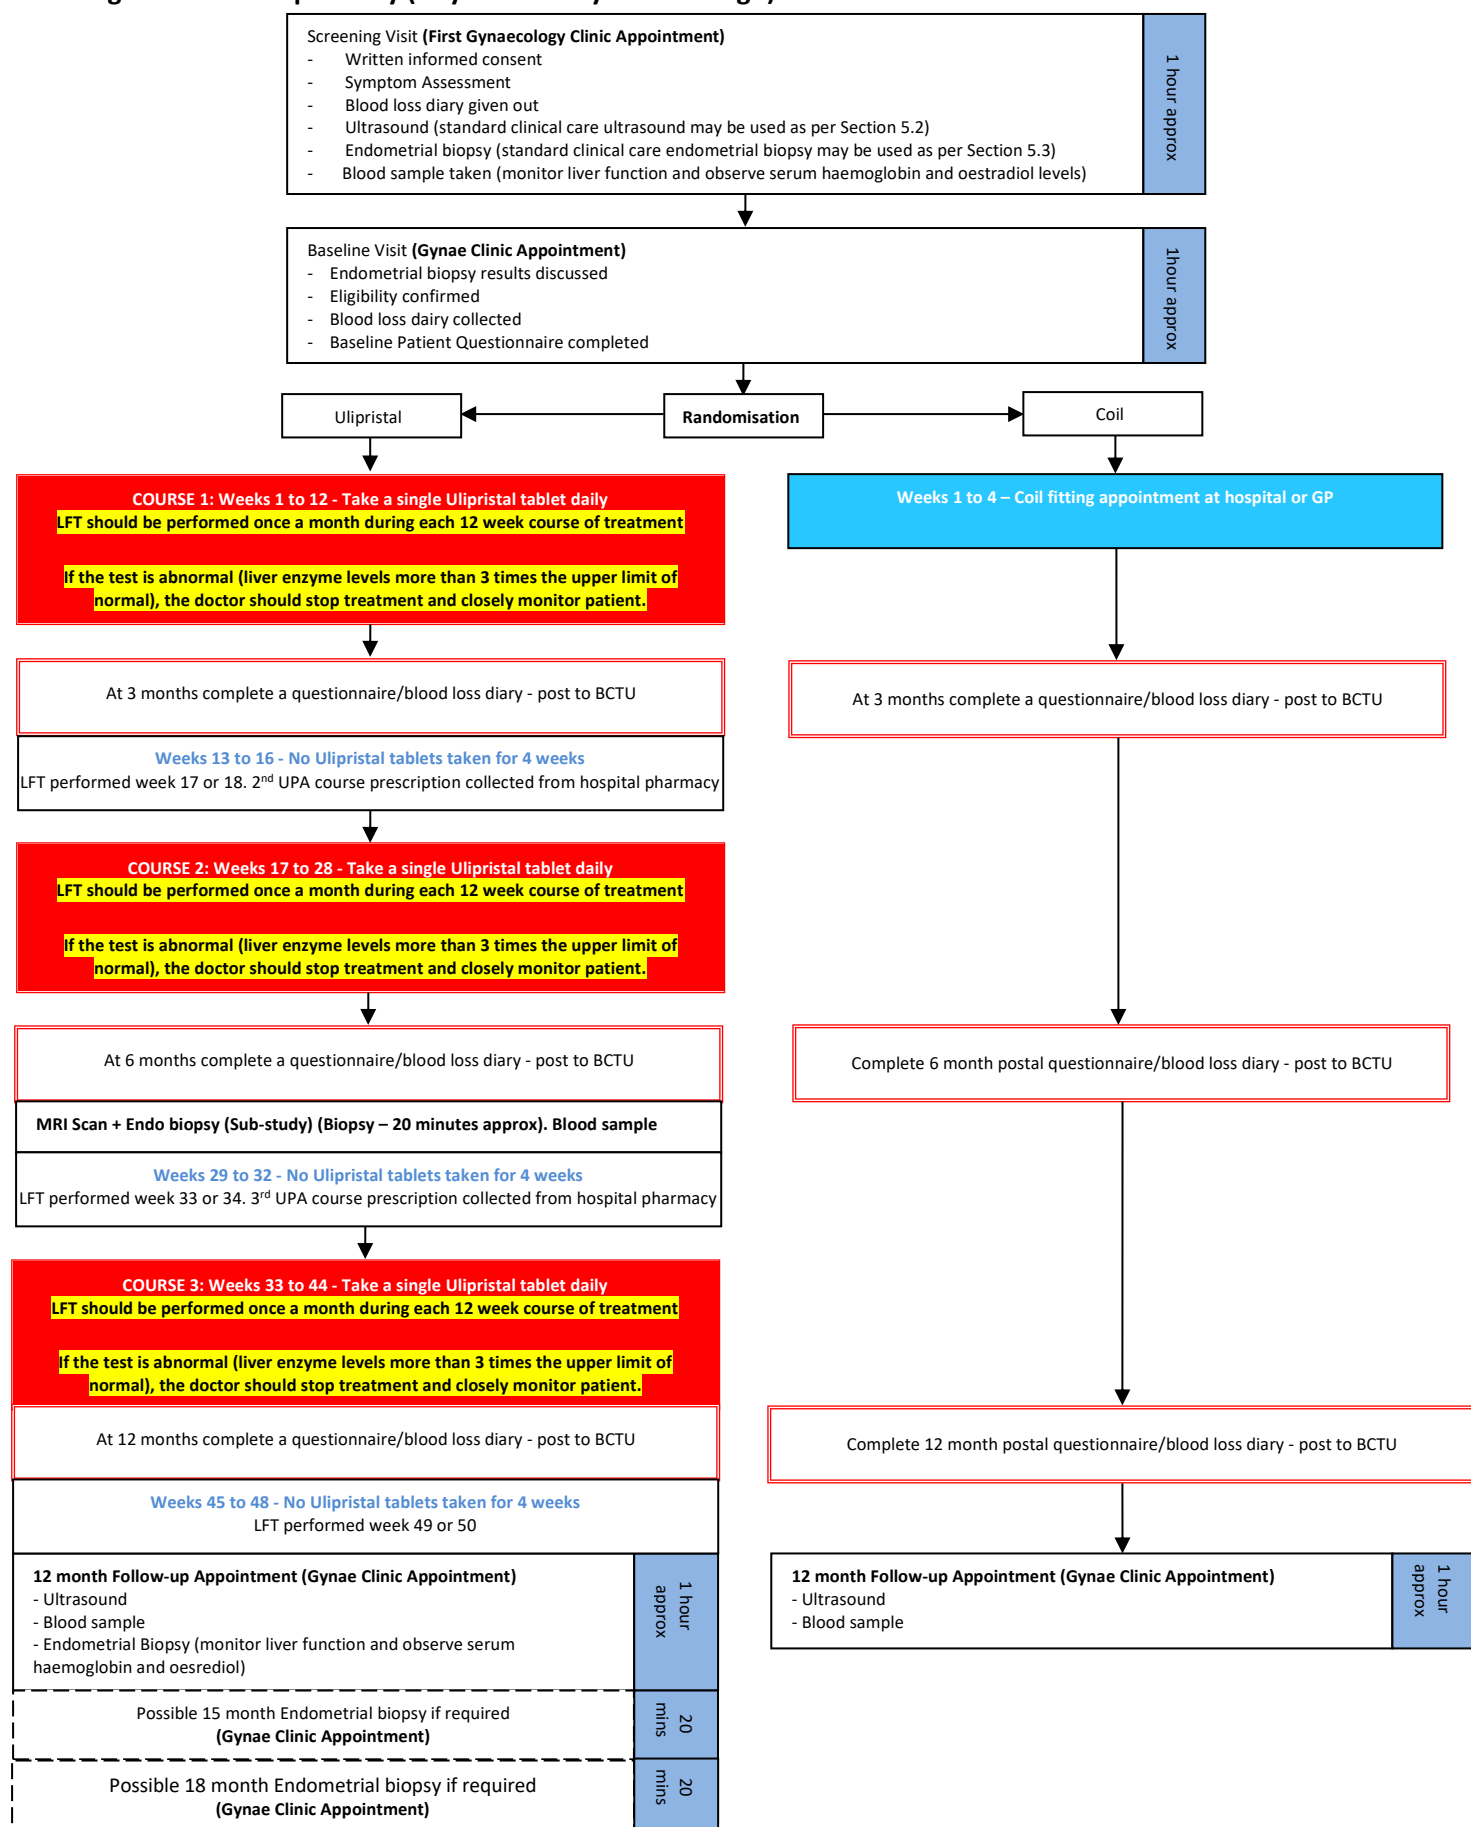 Screening Visit (First Gynaecology Clinic Appointment)
- Written informed consent
- Symptom Assessment
- Blood loss diary given out
- Ultrasound (standard clinical care ultrasound may be used as per Section 5.2)
- Endometrial biopsy (standard clinical care endometrial biopsy may be used as per Section 5.3)
- Blood sample taken (monitor liver function and observe serum haemoglobin and oestradiol levels)
1 hour approx
Baseline Visit (Gynae Clinic Appointment)
- Endometrial biopsy results discussed
- Eligibility confirmed
- Blood loss dairy collected
- Baseline Patient Questionnaire completed
1hour approx
Ulipristal
Randomisation
Coil
COURSE 1: Weeks 1 to 12 - Take a single Ulipristal tablet daily
LFT should be performed once a month during each 12 week course of treatment
If the test is abnormal (liver enzyme levels more than 3 times the upper limit of
normal), the doctor should stop treatment and closely monitor patient.
Weeks 1 to 4 – Coil fitting appointment at hospital or GP
At 3 months complete a questionnaire/blood loss diary - post to BCTU
At 3 months complete a questionnaire/blood loss diary - post to BCTU
Weeks 13 to 16 - No Ulipristal tablets taken for 4 weeks
LFT performed week 17 or 18. 2nd UPA course prescription collected from hospital pharmacy
COURSE 2: Weeks 17 to 28 - Take a single Ulipristal tablet daily
LFT should be performed once a month during each 12 week course of treatment
If the test is abnormal (liver enzyme levels more than 3 times the upper limit of
normal), the doctor should stop treatment and closely monitor patient.
At 6 months complete a questionnaire/blood loss diary - post to BCTU
Complete 6 month postal questionnaire/blood loss diary - post to BCTU
MRI Scan + Endo biopsy (Sub-study) (Biopsy – 20 minutes approx). Blood sample
Weeks 29 to 32 - No Ulipristal tablets taken for 4 weeks
LFT performed week 33 or 34. 3rd UPA course prescription collected from hospital pharmacy
COURSE 3: Weeks 33 to 44 - Take a single Ulipristal tablet daily
LFT should be performed once a month during each 12 week course of treatment
If the test is abnormal (liver enzyme levels more than 3 times the upper limit of
normal), the doctor should stop treatment and closely monitor patient.
At 12 months complete a questionnaire/blood loss diary - post to BCTU
Complete 12 month postal questionnaire/blood loss diary - post to BCTU
Weeks 45 to 48 - No Ulipristal tablets taken for 4 weeks
LFT performed week 49 or 50
12 month Follow-up Appointment (Gynae Clinic Appointment)
- Ultrasound
- Blood sample
- Endometrial Biopsy (monitor liver function and observe serum
haemoglobin and oesrediol)
1 hour
approx
12 month Follow-up Appointment (Gynae Clinic Appointment)
- Ultrasound
- Blood sample
1 hour
approx
Possible 15 month Endometrial biopsy if required
(Gynae Clinic Appointment)
20
mins
Possible 18 month Endometrial biopsy if required
(Gynae Clinic Appointment)
20
mins